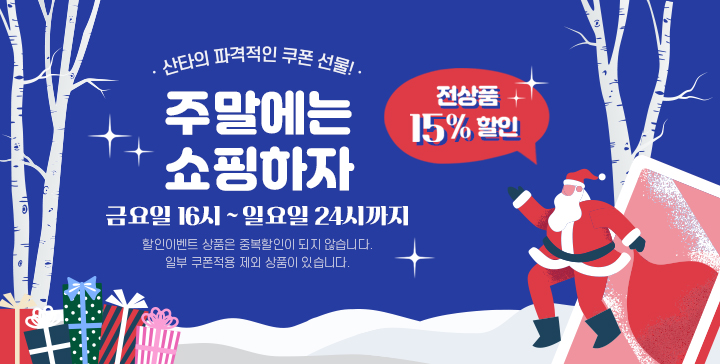 · 산타의 파격적인 쿠폰 선물! ·
주말에는
쇼핑하자
금요일 16시 ~ 일요일 24시까지
할인이벤트 상품은 중복할인이 되지 않습니다.
일부 쿠폰적용 제외 상품이 있습니다.
전상품
15% 할인